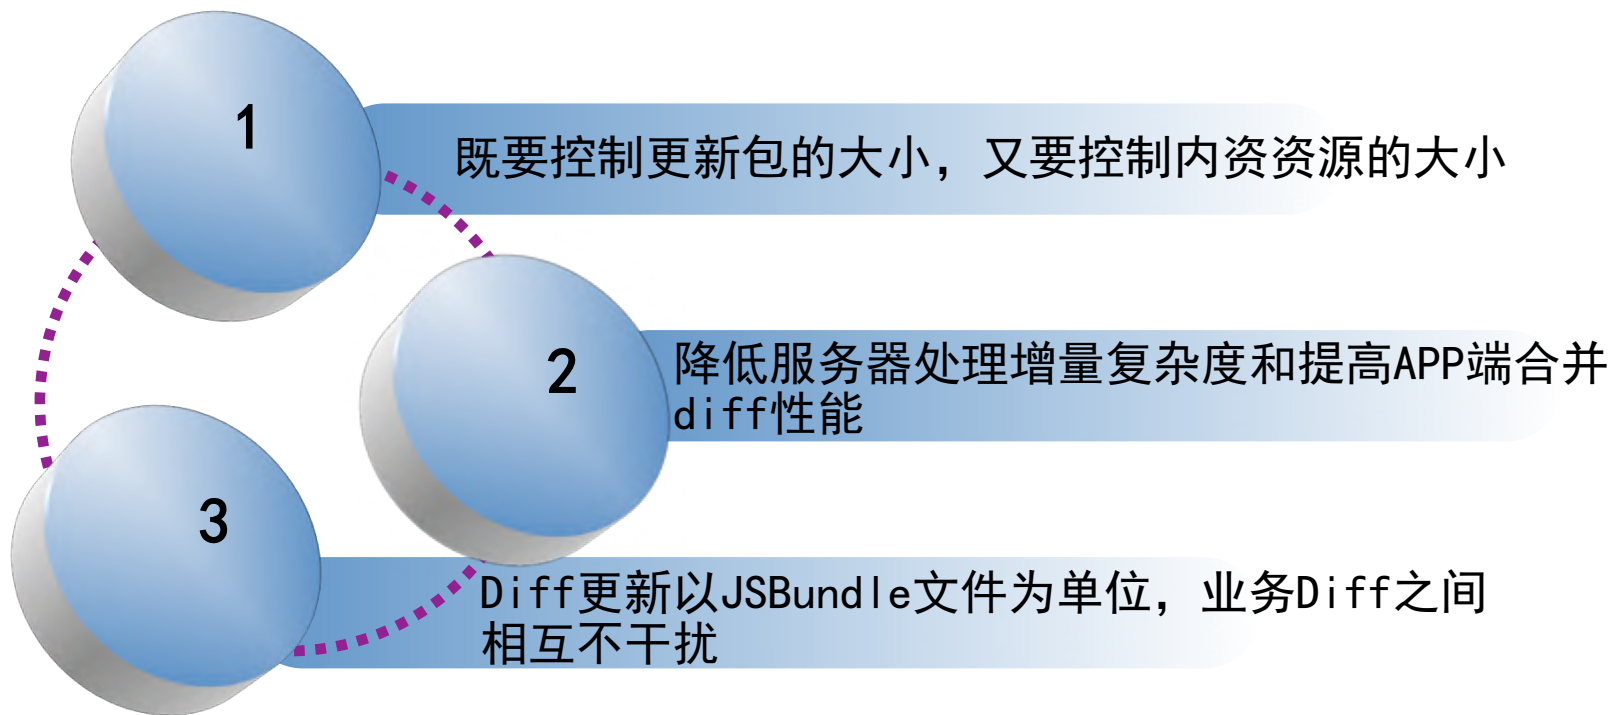 1
既要控制更新包的大小，又要控制内资资源的大小
2
降低服务器处理增量复杂度和提高APP端合并
diff性能
3
Diff更新以JSBundle文件为单位，业务Diff之间
相互不干扰